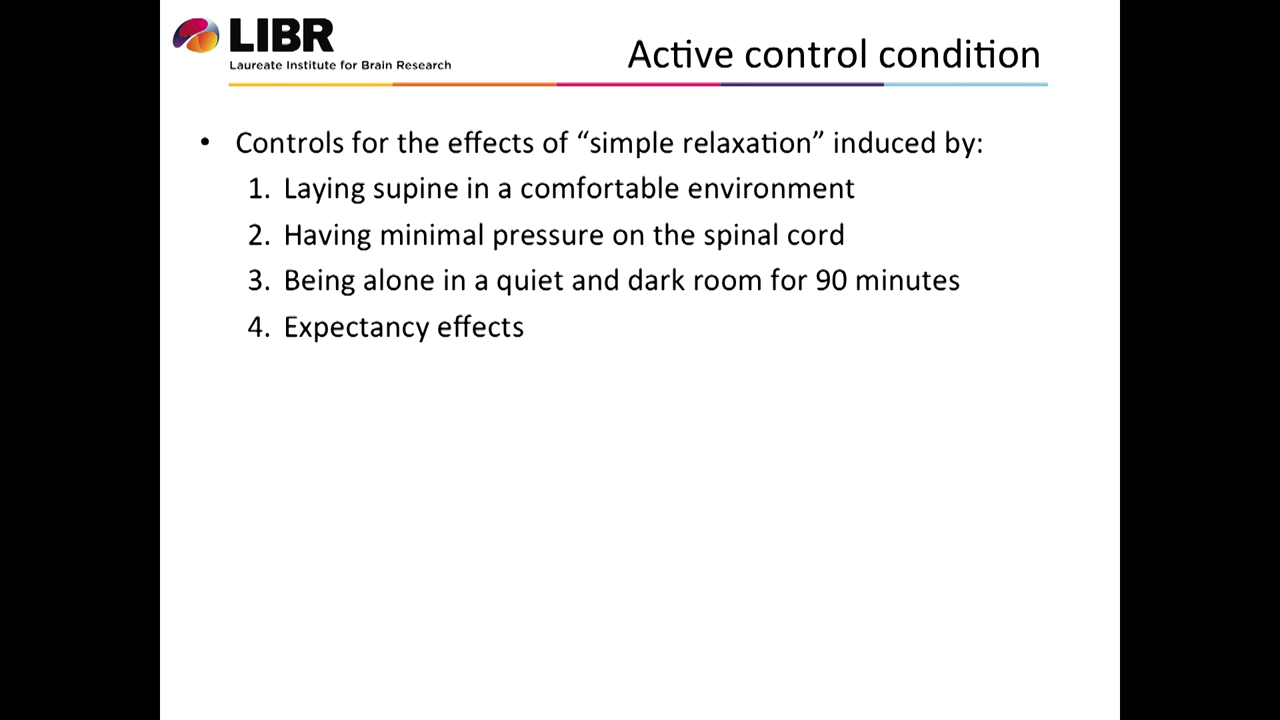 LIBR
Laureate Institute for Brain Research
Active control condition
• Controls for the effects of “simple relaxation” induced by:
1. Laying supine in a comfortable environment
2. Having minimal pressure on the spinal cord
3. Being alone in a quiet and dark room for 90 minutes
4. Expectancy effects